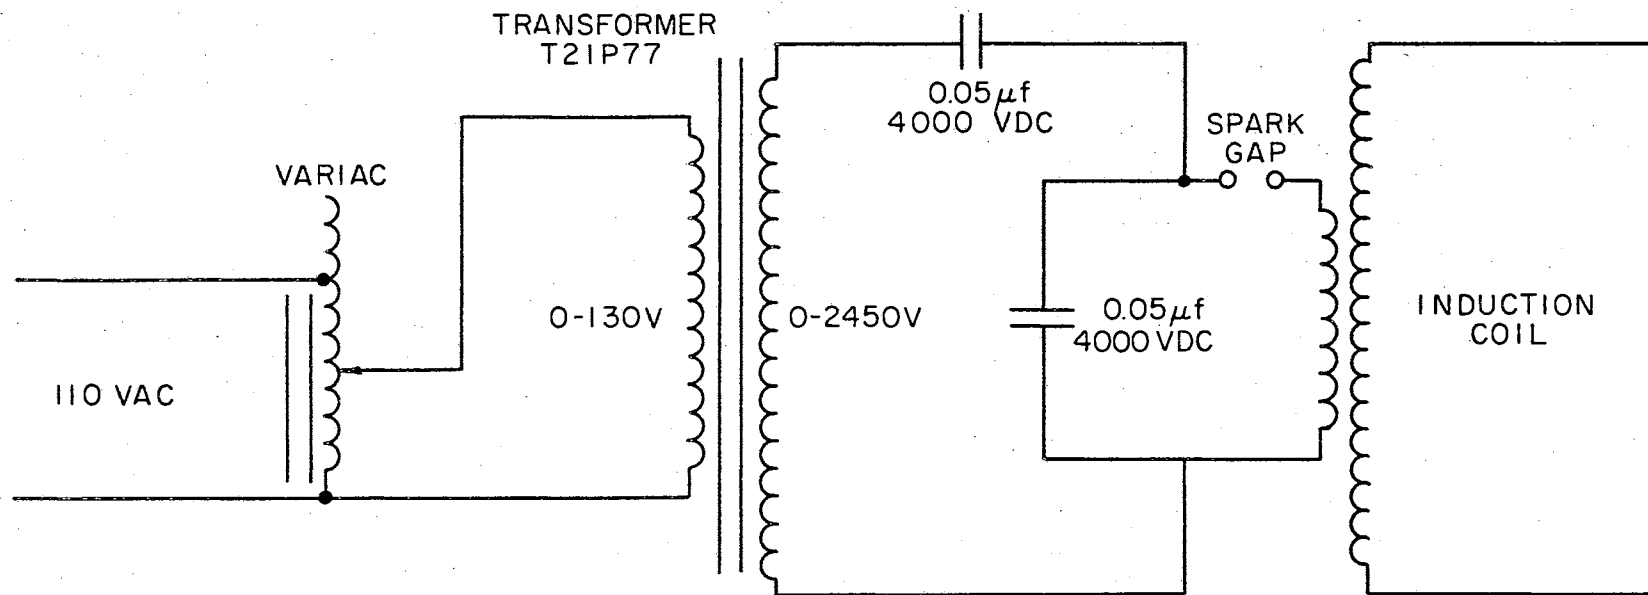 TRANSFORMER
T21P77
0.05μf
4000 VDC
SPARK
GAP
VARIAC
0-130V
0-2450V
0.05μf
4000 VDC
INDUCTION
COIL
110 VAC